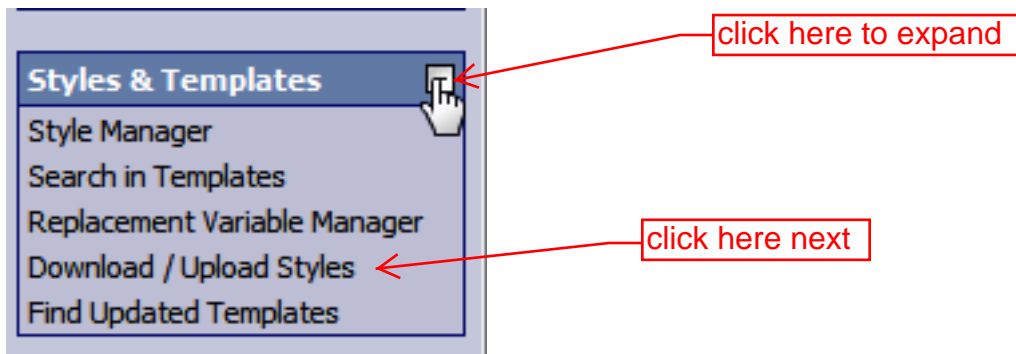 click here to expand
Styles & Templates
Style Manager
Search in Templates
Replacement Variable Manager
click here next
Download / Upload Styles
Find Updated Templates